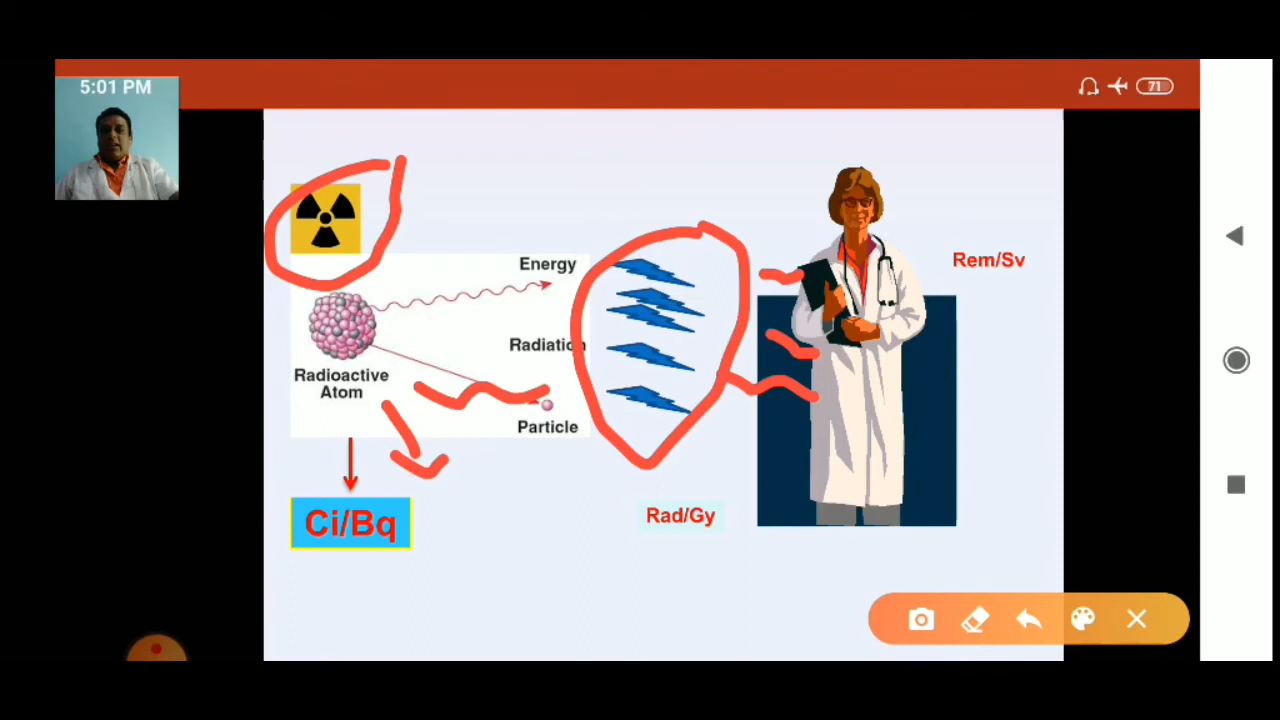 5:01 PM
71
Energy
Rem/Sv
Radiation
Radioactive
Atom
Particle
Ci/Bq
Rad/Gy